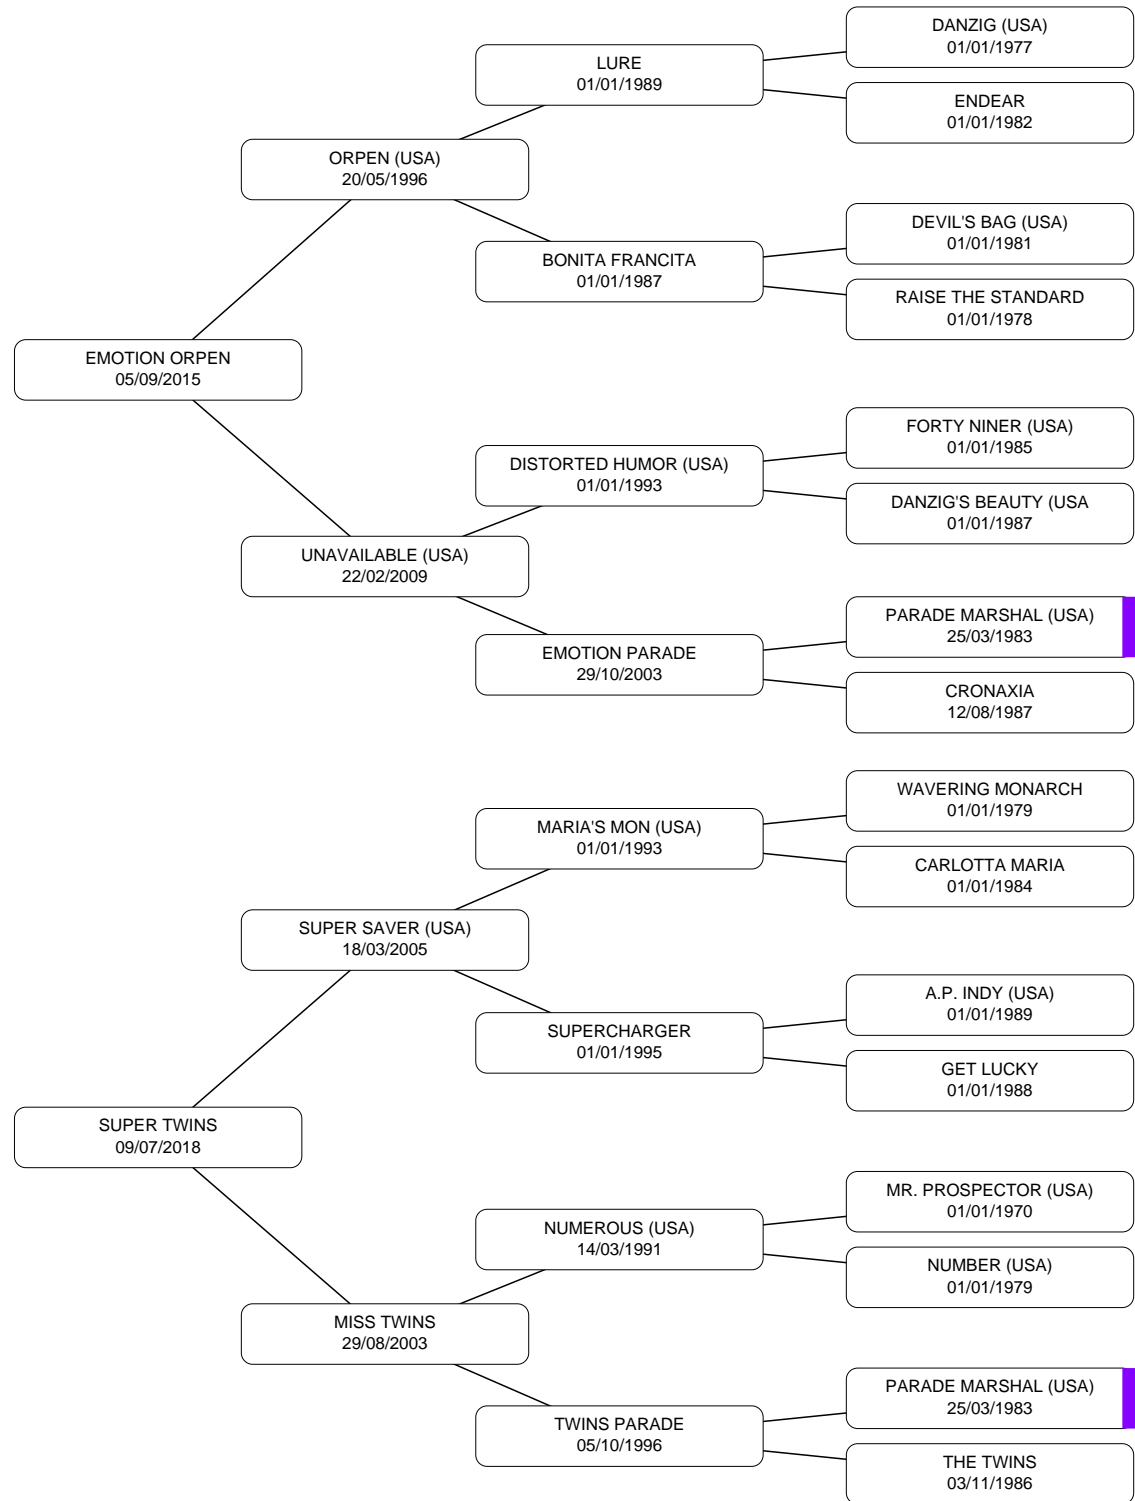 DANZIG (USA)
01/01/1977
LURE
01/01/1989
ENDEAR
01/01/1982
ORPEN (USA)
20/05/1996
DEVIL'S BAG (USA)
01/01/1981
BONITA FRANCITA
01/01/1987
RAISE THE STANDARD
01/01/1978
EMOTION ORPEN
05/09/2015
FORTY NINER (USA)
01/01/1985
DISTORTED HUMOR (USA)
01/01/1993
DANZIG'S BEAUTY (USA
01/01/1987
UNAVAILABLE (USA)
22/02/2009
PARADE MARSHAL (USA)
25/03/1983
EMOTION PARADE
29/10/2003
CRONAXIA
12/08/1987
WAVERING MONARCH
01/01/1979
MARIA'S MON (USA)
01/01/1993
CARLOTTA MARIA
01/01/1984
SUPER SAVER (USA)
18/03/2005
A.P. INDY (USA)
01/01/1989
SUPERCHARGER
01/01/1995
GET LUCKY
01/01/1988
SUPER TWINS
09/07/2018
MR. PROSPECTOR (USA)
01/01/1970
NUMEROUS (USA)
14/03/1991
NUMBER (USA)
01/01/1979
MISS TWINS
29/08/2003
PARADE MARSHAL (USA)
25/03/1983
TWINS PARADE
05/10/1996
THE TWINS
03/11/1986